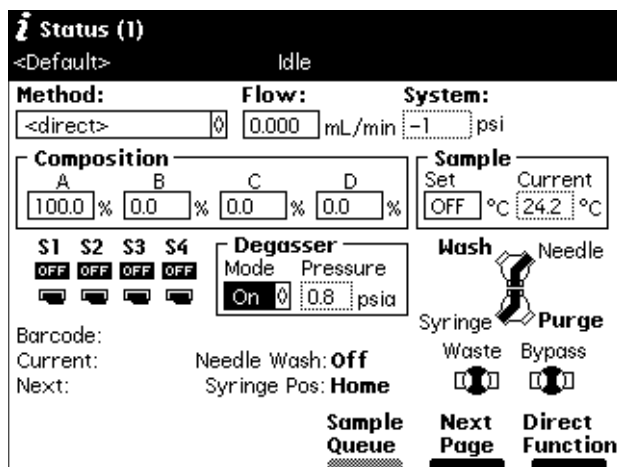 i Status (1)
<Default> Idle
Method: Flow: System:
<direct> 0.000 mL/min -1 psi
Composition Sample
A B C D Set Current
100.0 % 0.0 % 0.0 % 0.0 % OFF °C 24.2 °C
S1 S2 S3 S4 Degasser Wash Needle
OFF OFF OFF OFF Mode Pressure
On 0.8 psia
Syringe Purge
Barcode:
Waste Bypass
Current: Needle Wash: Off
Next: Syringe Pos: Home
Sample Next Direct
Queue Page Function